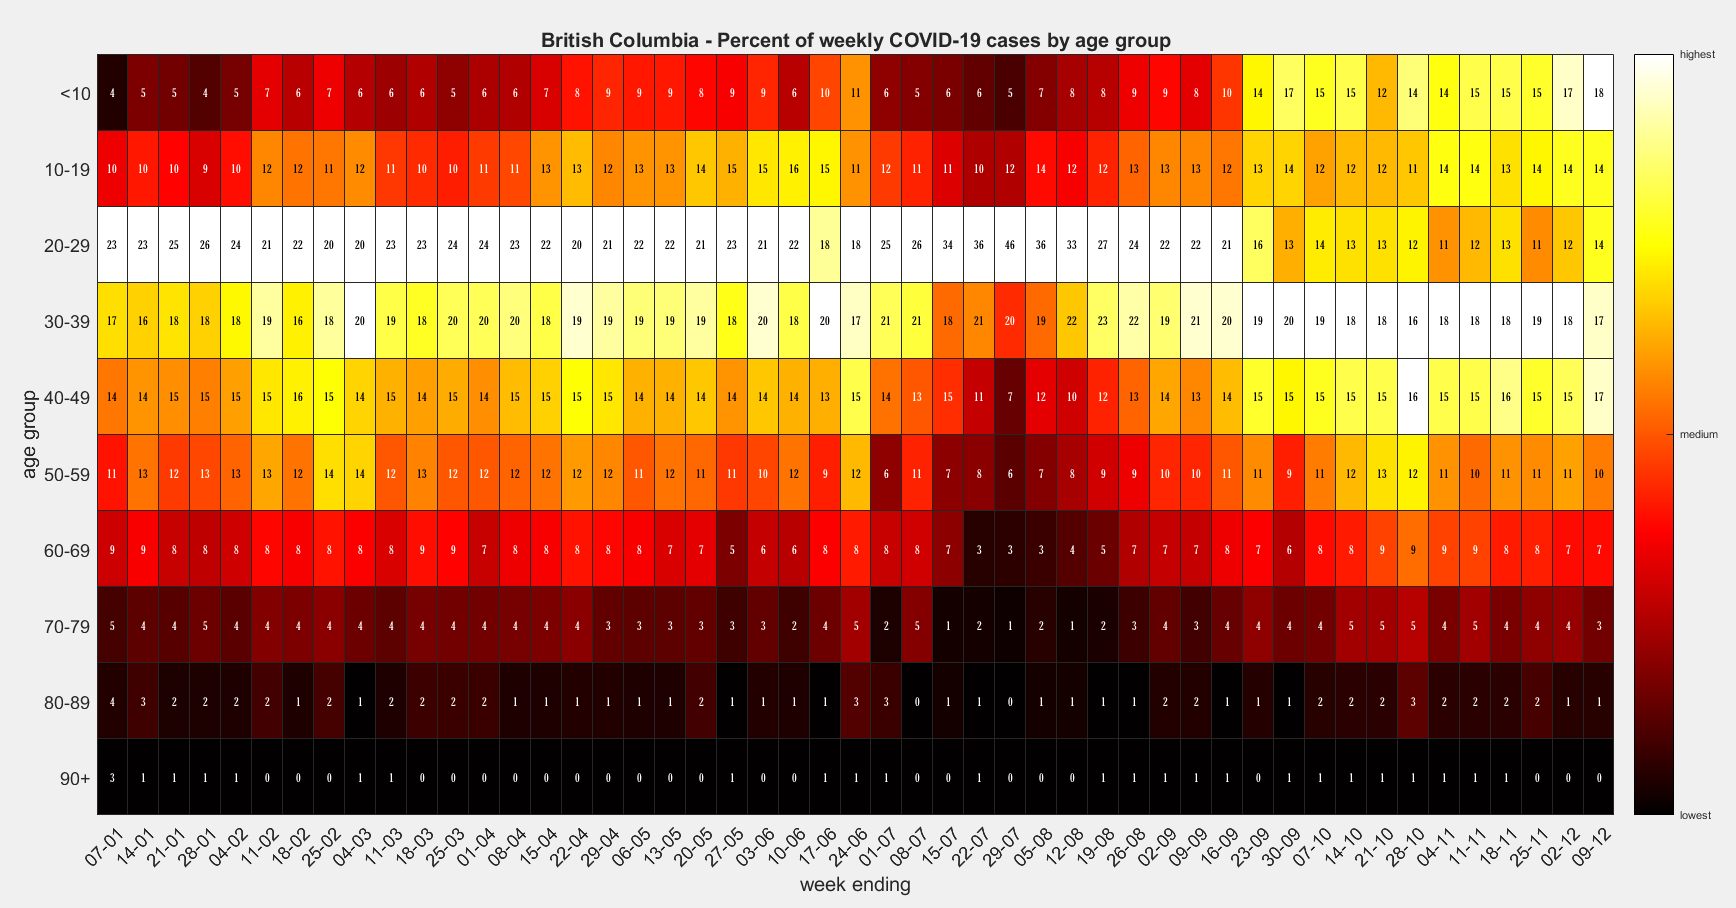 British Columbia - Percent of weekly COVID-19 cases by age group
highest
<10 4 5 5 4 5 7 6 7 6 6 6 5 6 6 7 8 9 9 9 8 9 9 6 10 11 6 5 6 6 5 7 8 8 9 9 8 10 14 17 15 15 12 14 14 15 15 15 17 18
10-19 10 10 10 9 10 12 12 11 12 11 10 10 11 11 13 13 12 13 13 14 15 15 16 15 11 12 11 11 10 12 14 12 12 13 13 13 12 13 14 12 12 12 11 14 14 13 14 14 14
20-29 23 23 25 26 24 21 22 20 20 23 23 24 24 23 22 20 21 22 22 21 23 21 22 18 18 25 26 34 36 46 36 33 27 24 22 22 21 16 13 14 13 13 12 11 12 13 11 12 14
30-39 17 16 18 18 18 19 16 18 20 19 18 20 20 20 18 19 19 19 19 19 18 20 18 20 17 21 21 18 21 20 19 22 23 22 19 21 20 19 20 19 18 18 16 18 18 18 19 18 17
40-49 14 14 15 15 15 15 16 15 14 15 14 15 14 15 15 15 15 14 14 14 14 14 14 13 15 14 13 15 11 7 12 10 12 13 14 13 14 15 15 15 15 15 16 15 15 16 15 15 17
medium
50-59 11 13 12 13 13 13 12 14 14 12 13 12 12 12 12 12 12 11 12 11 11 10 12 9 12 6 11 7 8 6 7 8 9 9 10 10 11 11 9 11 12 13 12 11 10 11 11 11 10
60-69 9 9 8 8 8 8 8 8 8 8 9 9 7 8 8 8 8 8 7 7 5 6 6 8 8 8 8 7 3 3 3 4 5 7 7 7 8 7 6 8 8 9 9 9 9 8 8 7 7
70-79 5 4 4 5 4 4 4 4 4 4 4 4 4 4 4 4 3 3 3 3 3 3 2 4 5 2 5 1 2 1 2 1 2 3 4 3 4 4 4 4 5 5 5 4 5 4 4 4 3
80-89 4 3 2 2 2 2 1 2 1 2 2 2 2 1 1 1 1 1 1 2 1 1 1 1 3 3 0 1 1 0 1 1 1 1 2 2 1 1 1 2 2 2 3 2 2 2 2 1 1
90+ 3 1 1 1 1 0 0 0 1 1 0 0 0 0 0 0 0 0 0 0 1 0 0 1 1 1 0 0 1 0 0 0 1 1 1 1 1 0 1 1 1 1 1 1 1 1 0 0 0
lowest
07-01 14-01 21-01 28-01 04-02 11-02 18-02 25-02 04-03 11-03 18-03 25-03 01-04 08-04 15-04 22-04 29-04 06-05 13-05 20-05 27-05 03-06 10-06 17-06 24-06 01-07 08-07 15-07 22-07 29-07 05-08 12-08 19-08 26-08 02-09 09-09 16-09 23-09 30-09 07-10 14-10 21-10 28-10 04-11 11-11 18-11 25-11 02-12 09-12
week ending
age group